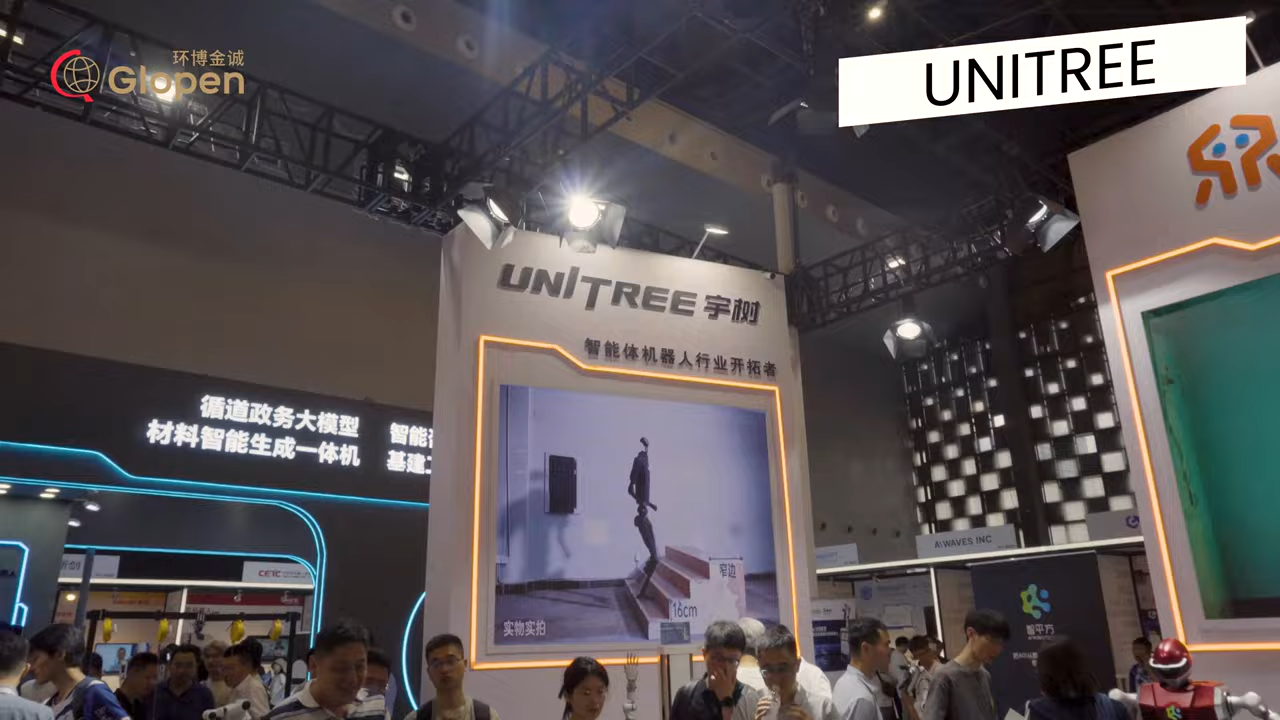 环博金诚
Glopen
UNITREE
UNITREE 宇树
智能体机器人行业开拓者
循道政务大模型
材料智能生成一体机
智能
基建
窄边
16cm
实物实拍
CETC
AIWAVES INC
智平方